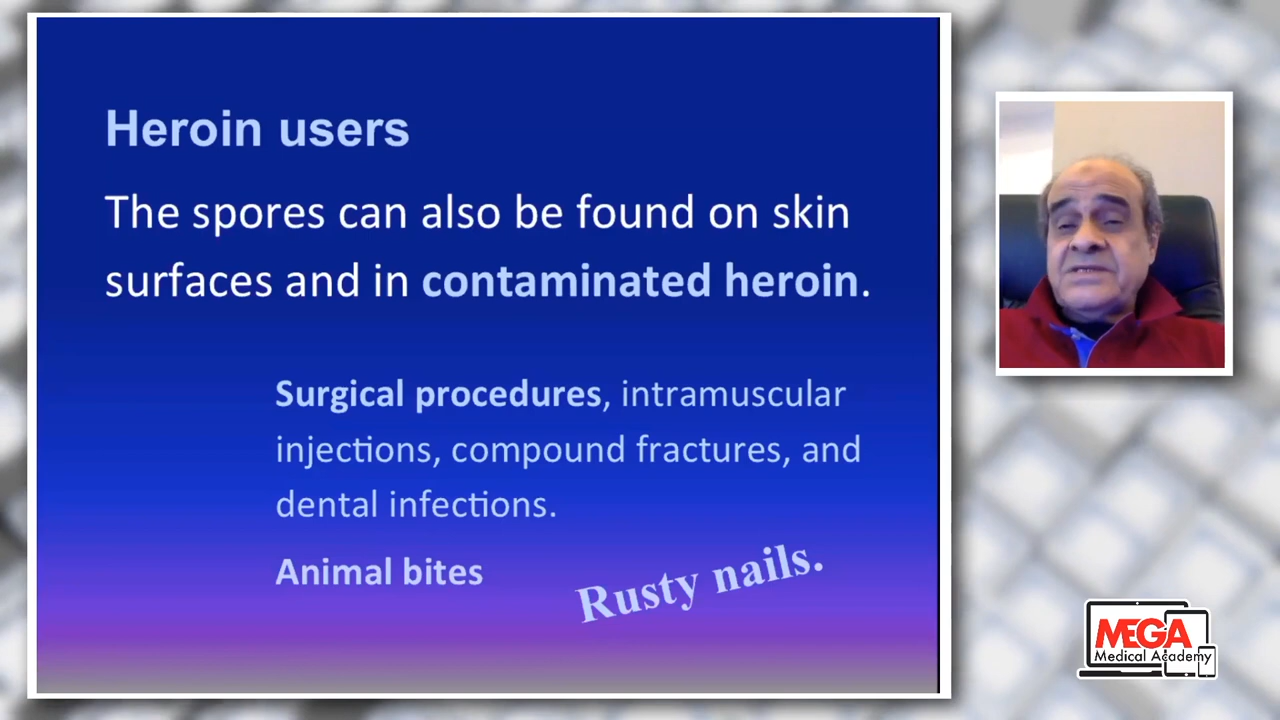 Heroin users
The spores can also be found on skin
surfaces and in contaminated heroin.
Surgical procedures, intramuscular
injections, compound fractures, and
dental infections.
Animal bites
Rusty nails.
MEGA
Medical Academy